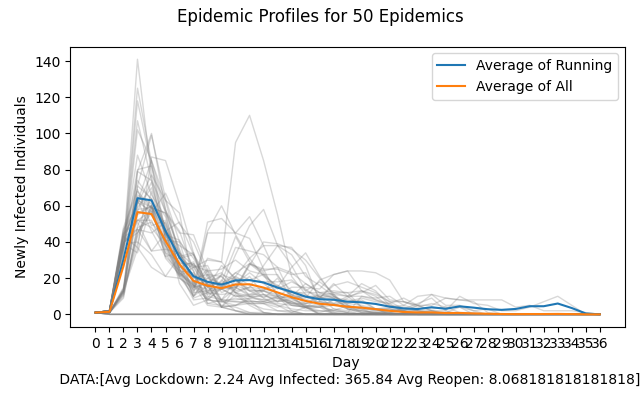 Epidemic Profiles for 50 Epidemics
Average of Running
Average of All
Newly Infected Individuals
140
120
100
80
60
40
20
0
0 1 2 3 4 5 6 7 8 9 10 11 12 13 14 15 16 17 18 19 20 21 22 23 24 25 26 27 28 29 30 31 32 33 34 35 36
Day
DATA:[Avg Lockdown: 2.24 Avg Infected: 365.84 Avg Reopen: 8.068181818181818]